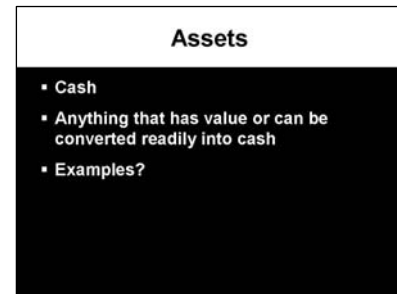 Assets
▪ Cash
▪ Anything that has value or can be
converted readily into cash
▪ Examples?